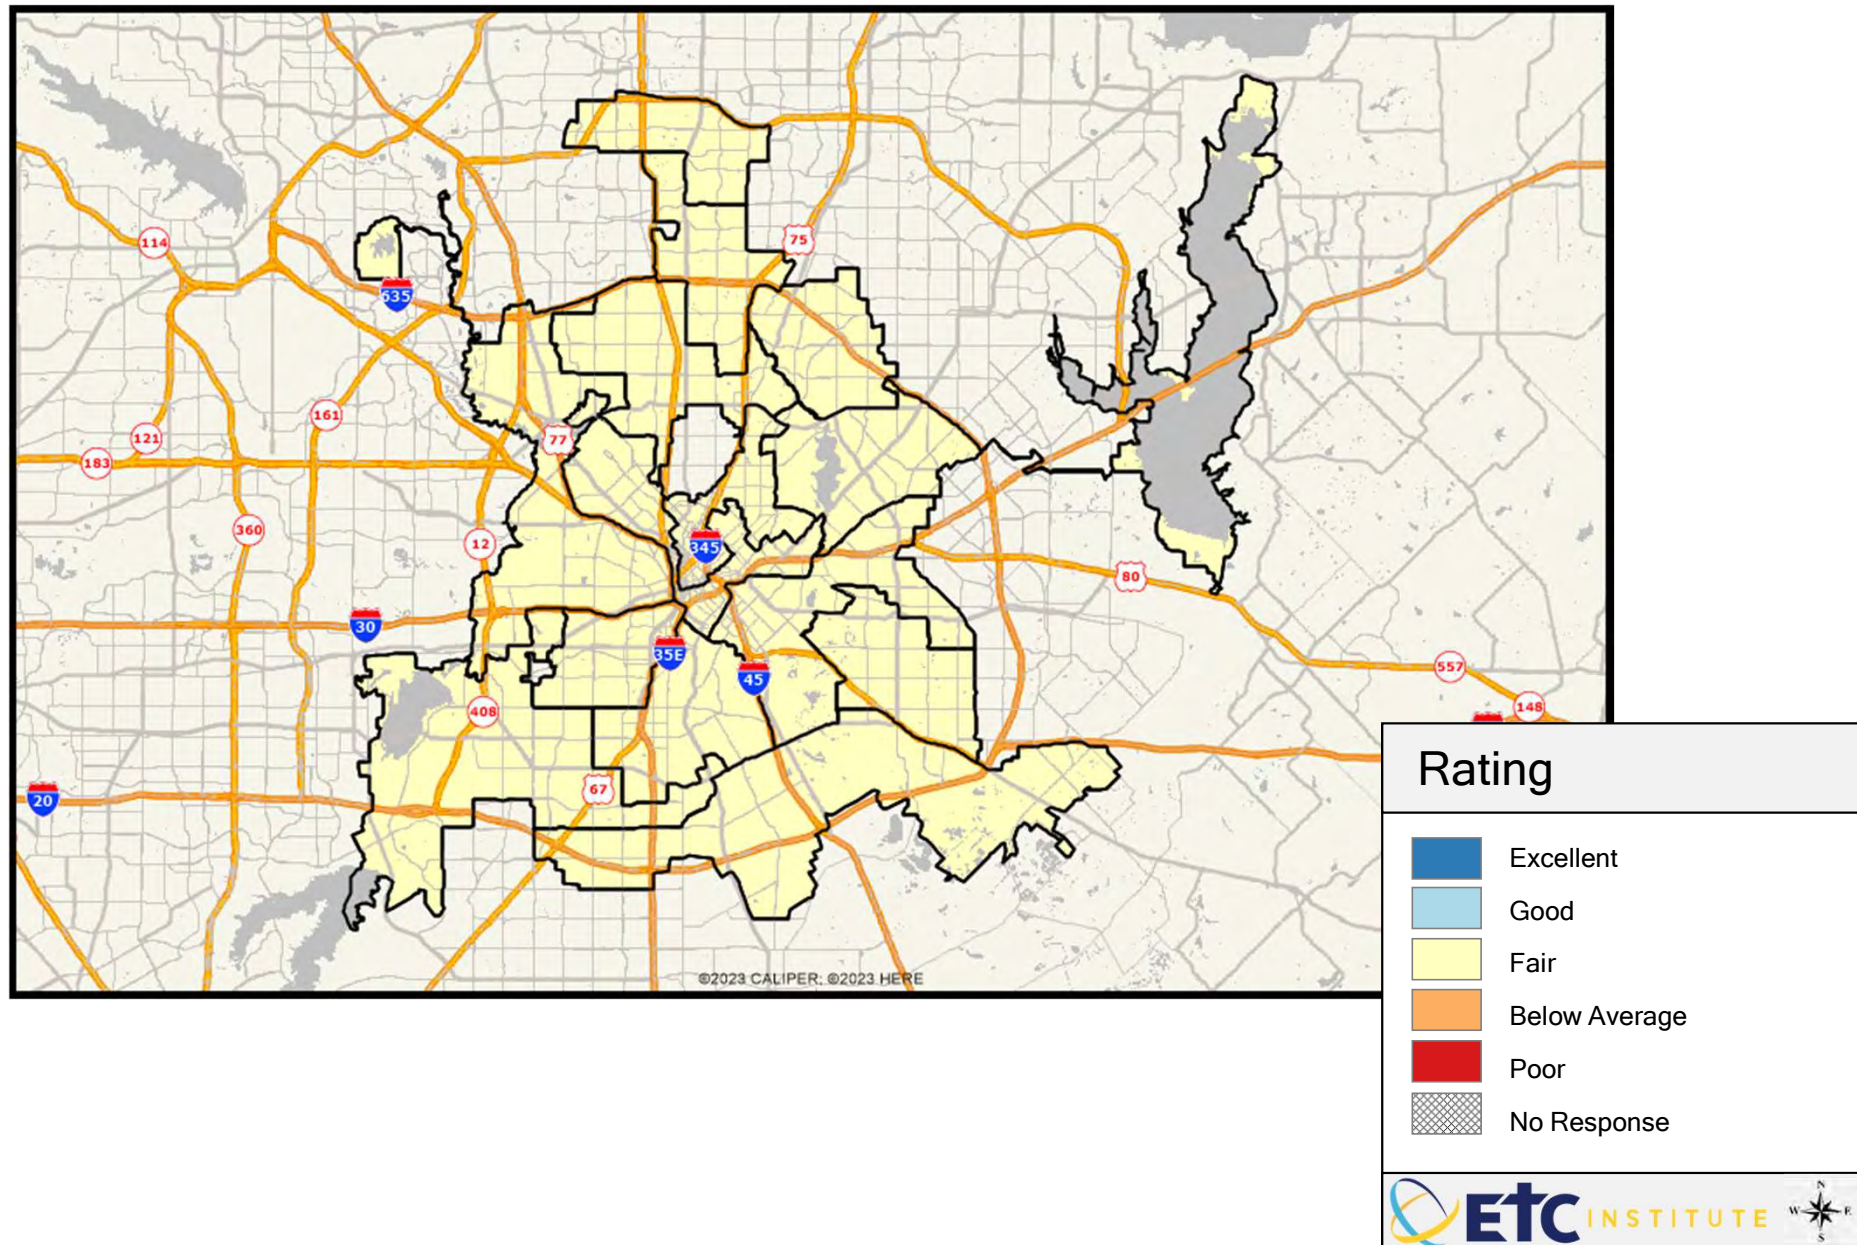 75
114
635
161
121
77
183
360
12
345
80
30
35E
45
557
408
148
67
20
©2023 CALIPER; ©2023 HERE
Rating
Excellent
Good
Fair
Below Average
Poor
No Response
ETC INSTITUTE
N
W E
S